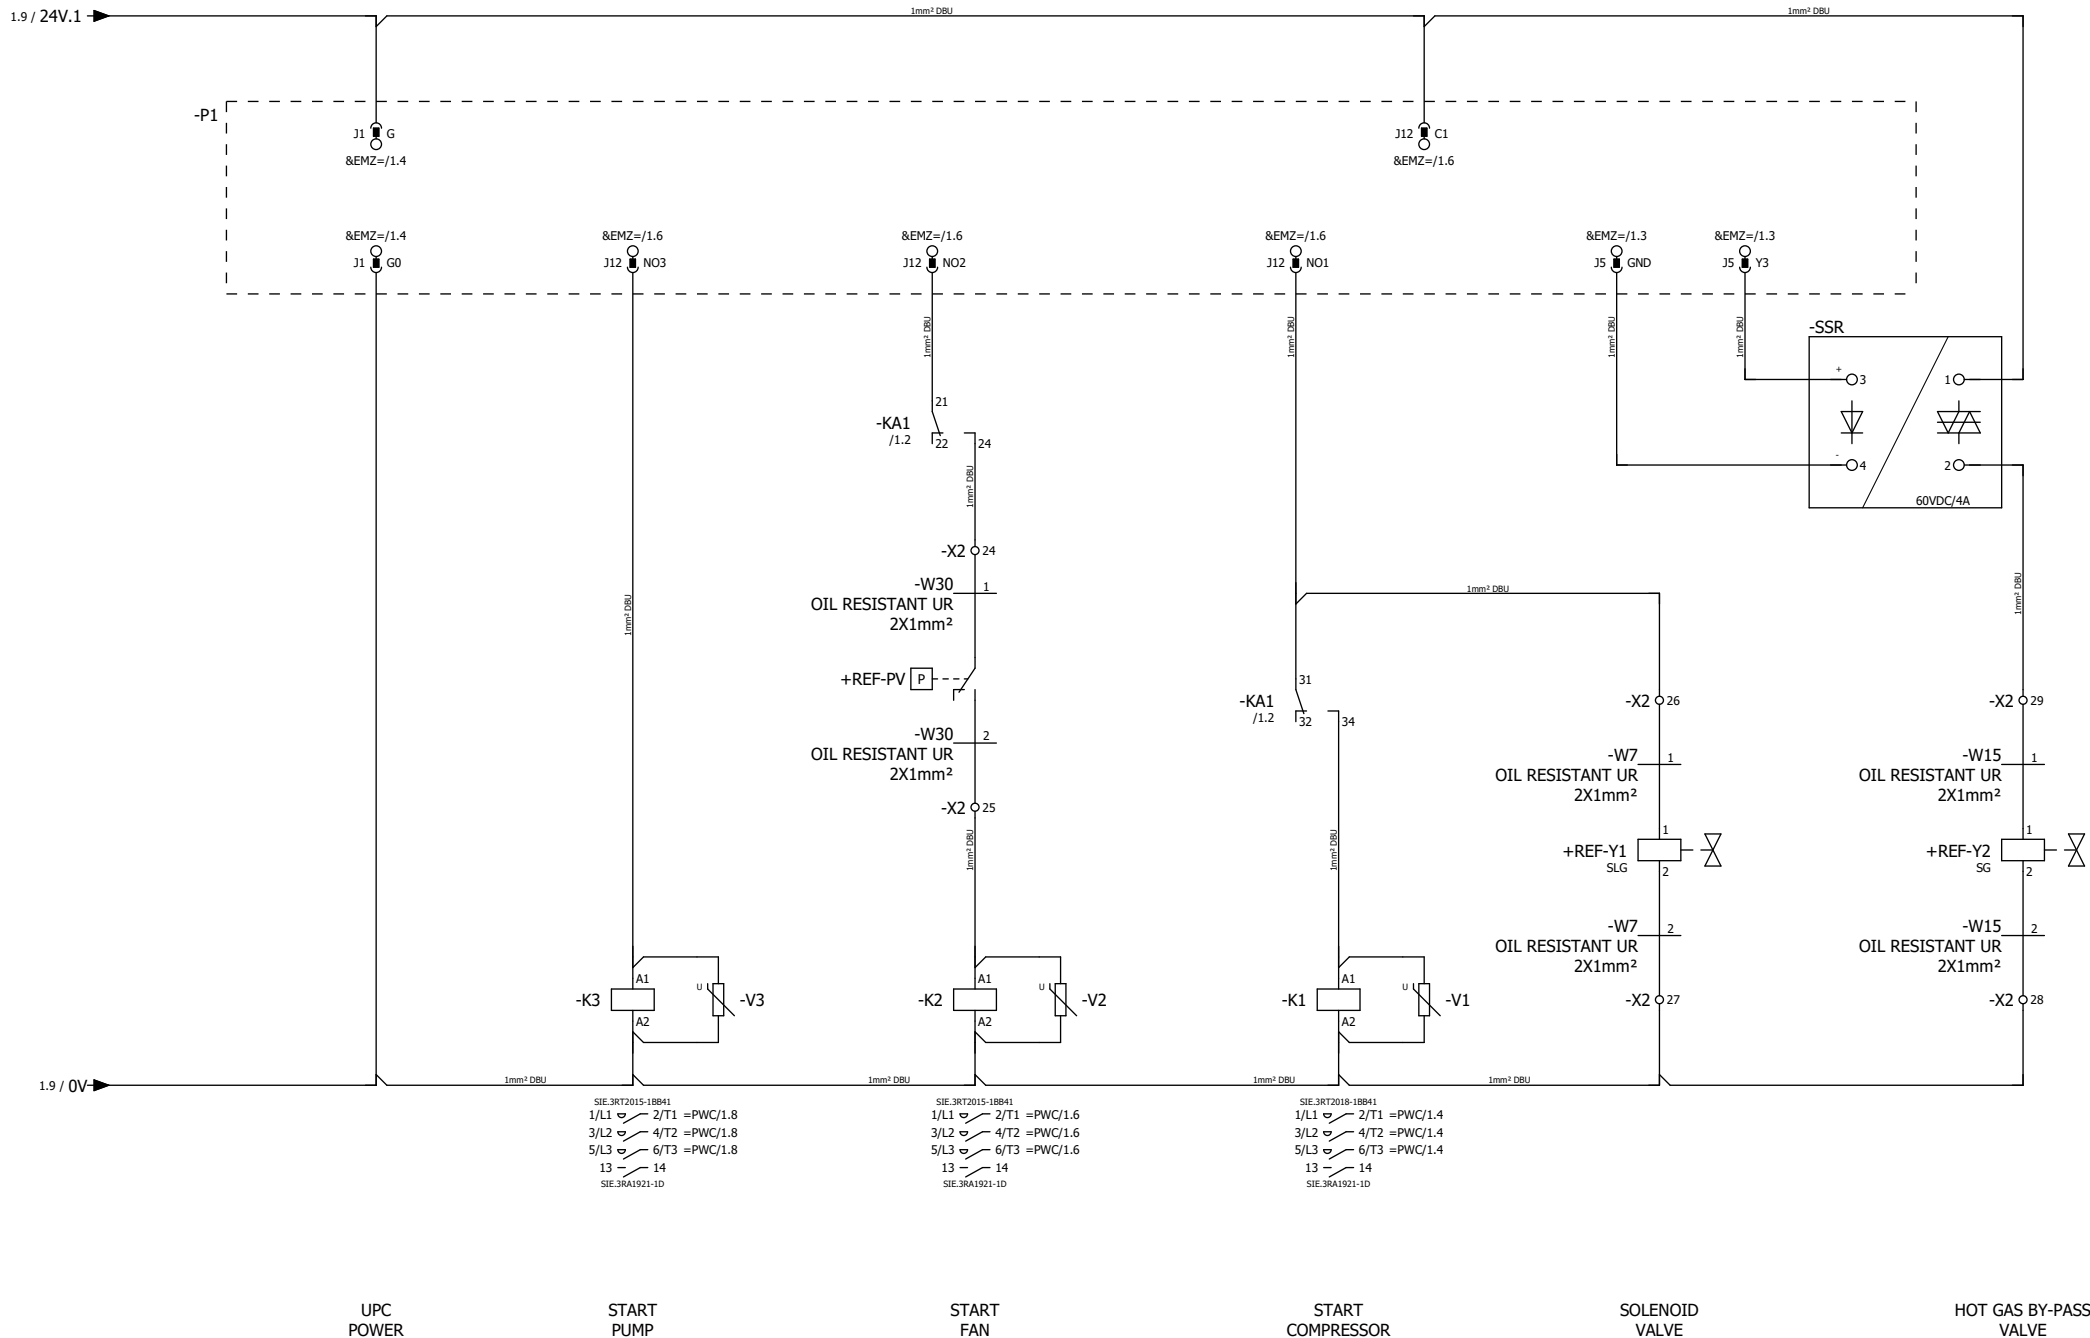 1.9 / 24V.1
1mm² DBU
1mm² DBU
-P1
J1 G
&EMZ=/1.4
J12 C1
&EMZ=/1.6
&EMZ=/1.4
J1 G0
&EMZ=/1.6
J12 NO3
&EMZ=/1.6
J12 NO2
&EMZ=/1.6
J12 NO1
&EMZ=/1.3
J5 GND
&EMZ=/1.3
J5 Y3
1mm² DBU
1mm² DBU
1mm² DBU
1mm² DBU
-SSR
+
3
1
-
4
2
60VDC/4A
21
-KA1
/1.2
22
24
1mm² DBU
-X2 24
-W30 1
OIL RESISTANT UR
2X1mm²
1mm² DBU
1mm² DBU
1mm² DBU
+REF-PV P
-W30 2
OIL RESISTANT UR
2X1mm²
-X2 25
1mm² DBU
31
-KA1
/1.2
32
34
1mm² DBU
-X2 26
-W7 1
OIL RESISTANT UR
2X1mm²
1
+REF-Y1
SLG
2
-W7 2
OIL RESISTANT UR
2X1mm²
-X2 27
-X2 29
-W15 1
OIL RESISTANT UR
2X1mm²
1
+REF-Y2
SG
2
-W15 2
OIL RESISTANT UR
2X1mm²
-X2 28
A1
-K3
A2
U
-V3
A1
-K2
A2
U
-V2
A1
-K1
A2
U
-V1
1.9 / 0V
1mm² DBU
1mm² DBU
1mm² DBU
1mm² DBU
SIE.3RT2015-1BB41
1/L1 2/T1 =PWC/1.8
3/L2 4/T2 =PWC/1.8
5/L3 6/T3 =PWC/1.8
13 14
SIE.3RA1921-1D
SIE.3RT2015-1BB41
1/L1 2/T1 =PWC/1.6
3/L2 4/T2 =PWC/1.6
5/L3 6/T3 =PWC/1.6
13 14
SIE.3RA1921-1D
SIE.3RT2018-1BB41
1/L1 2/T1 =PWC/1.4
3/L2 4/T2 =PWC/1.4
5/L3 6/T3 =PWC/1.4
13 14
SIE.3RA1921-1D
UPC
POWER
START
PUMP
START
FAN
START
COMPRESSOR
SOLENOID
VALVE
HOT GAS BY-PASS
VALVE